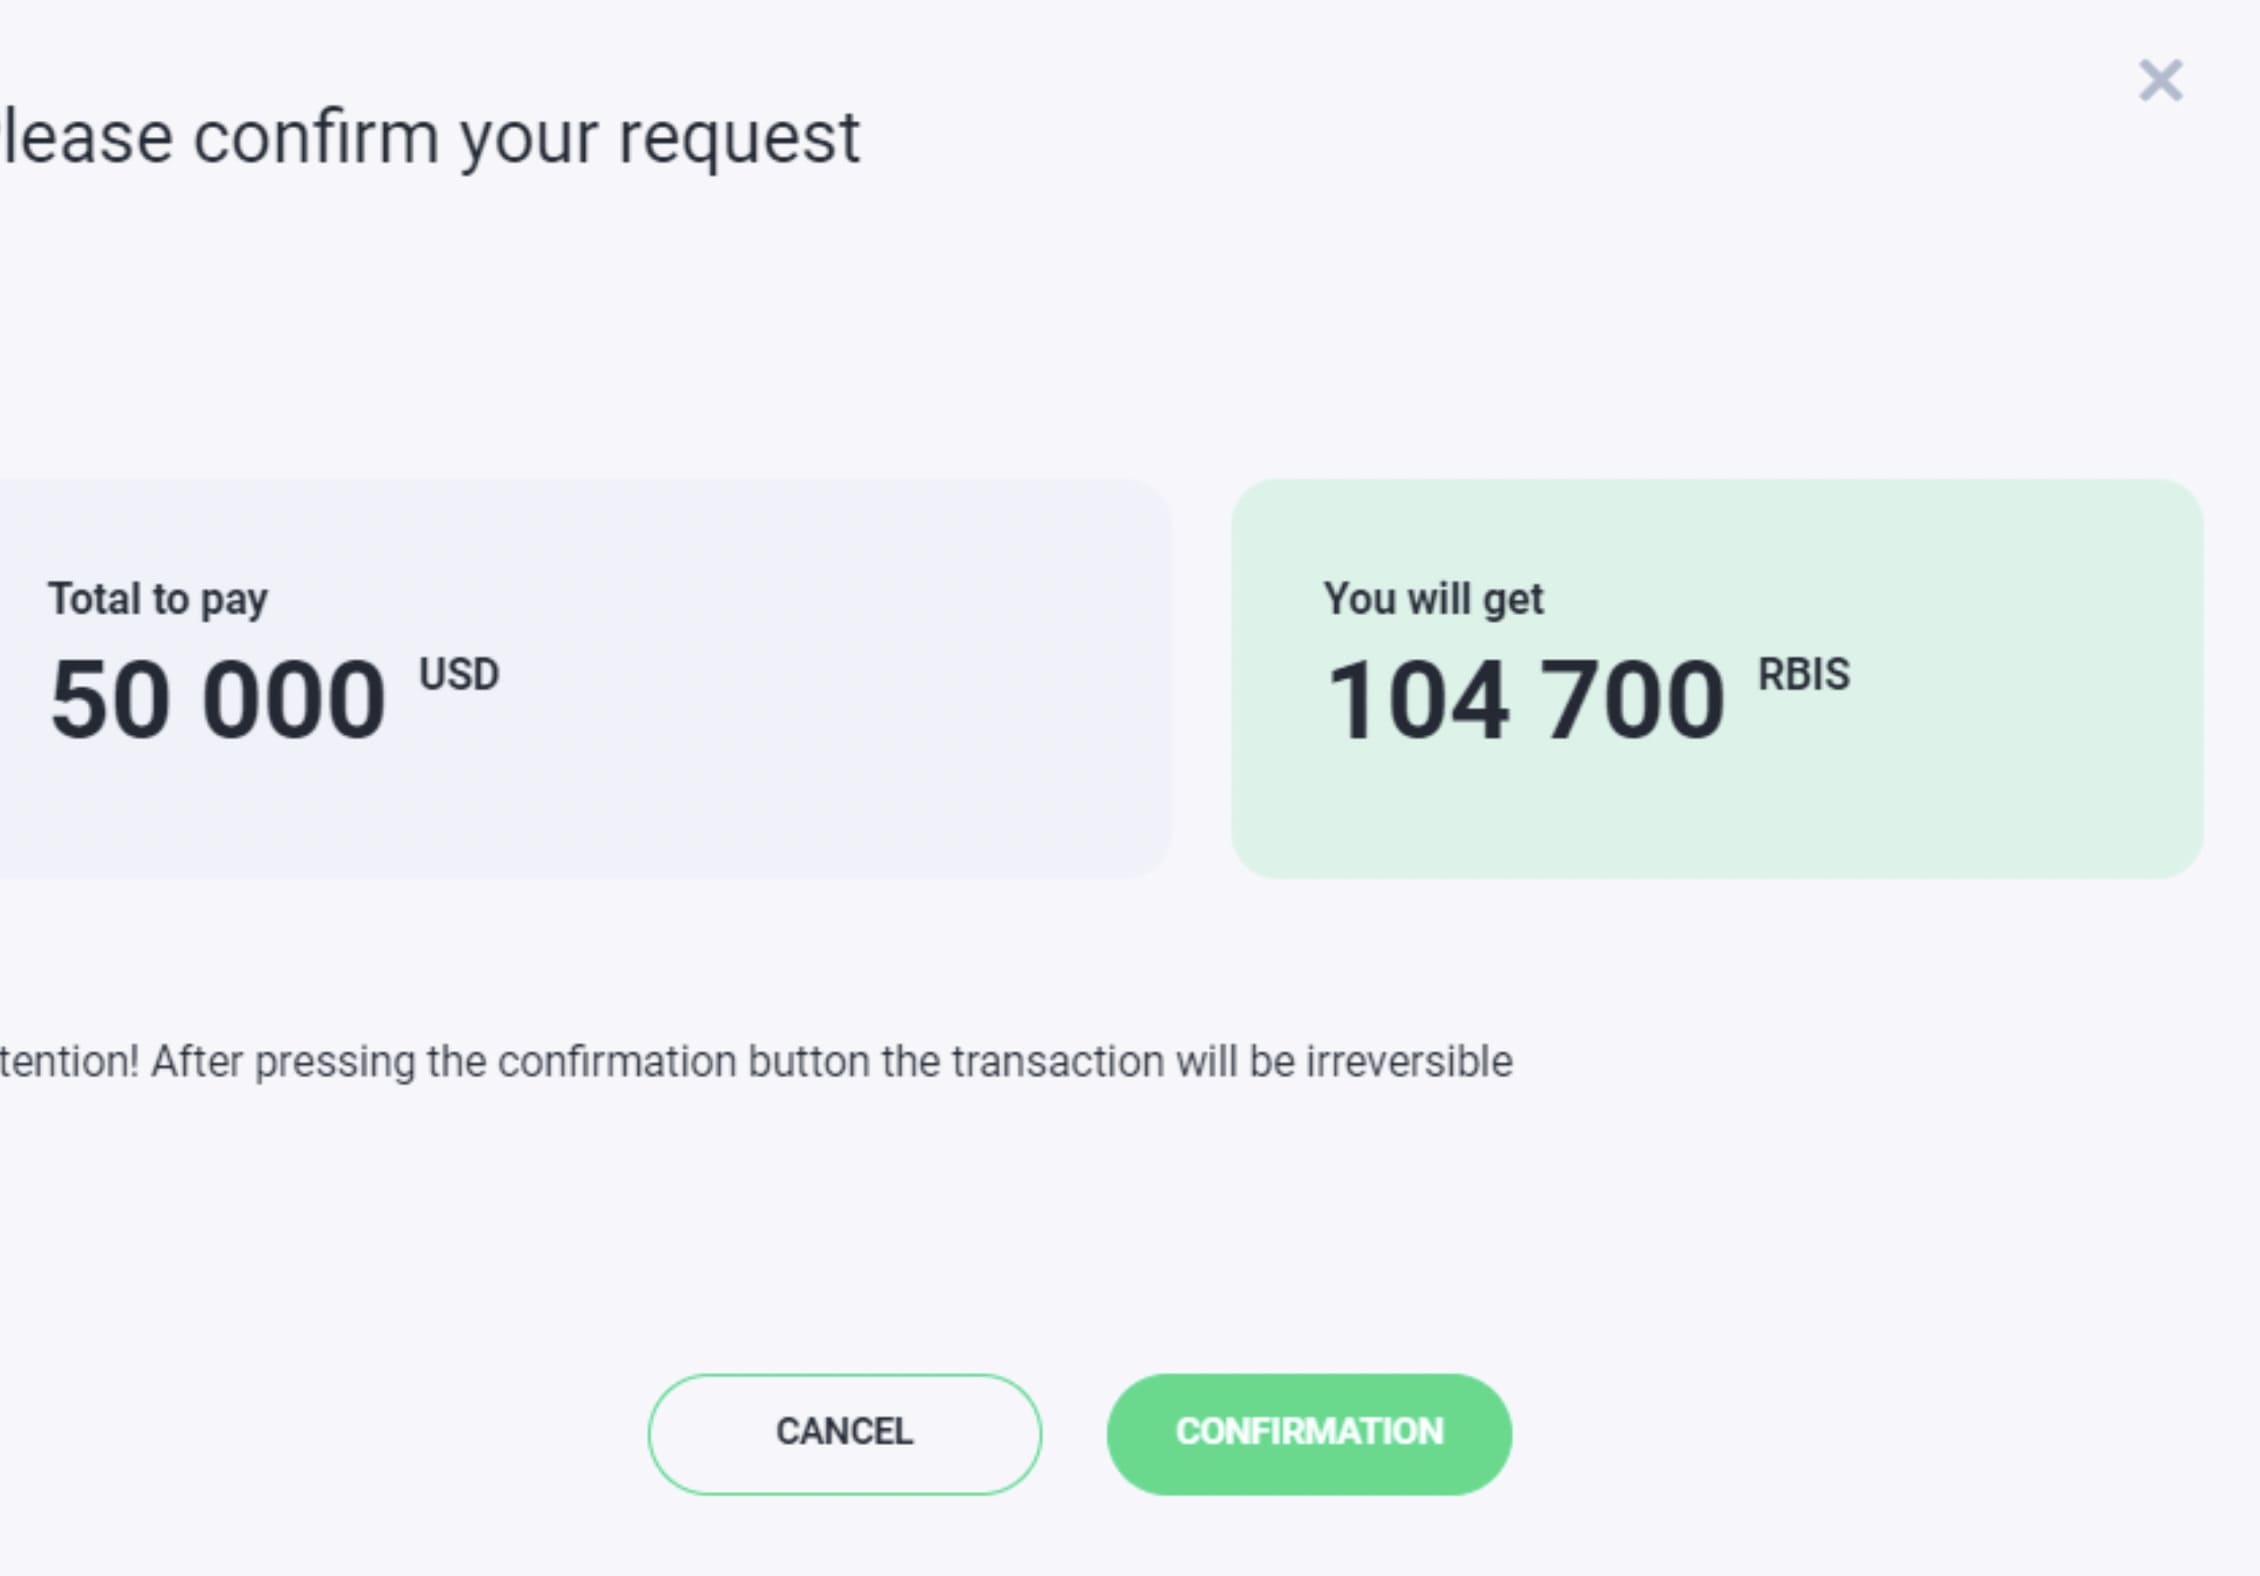 lease confirm your request
Total to pay
50 000 USD
You will get
104 700 RBIS
tention! After pressing the confirmation button the transaction will be irreversible
CANCEL
CONFIRMATION